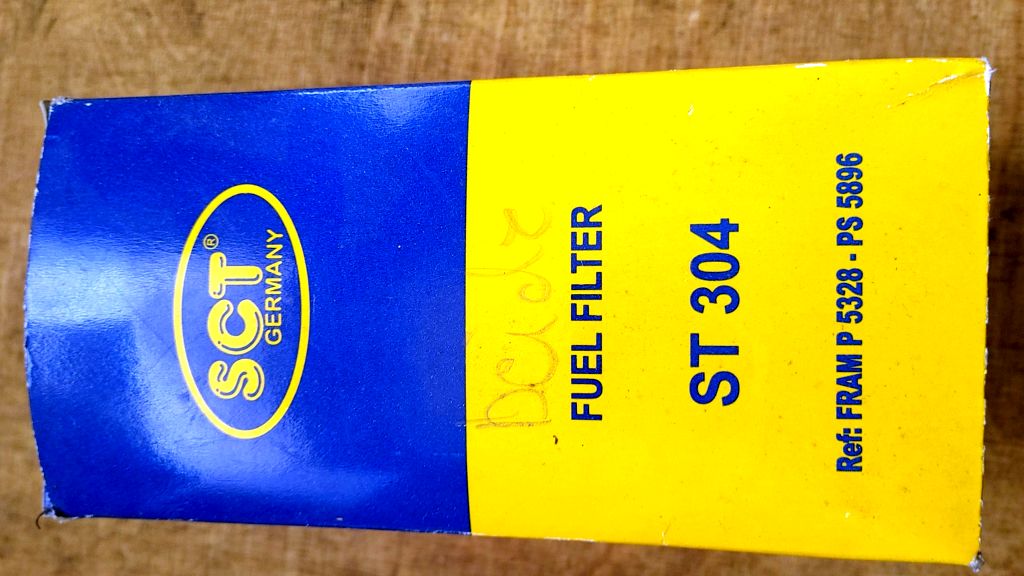 SCT®
GERMANY
FUEL FILTER
ST 304
Ref: FRAM P 5328 - PS 5896